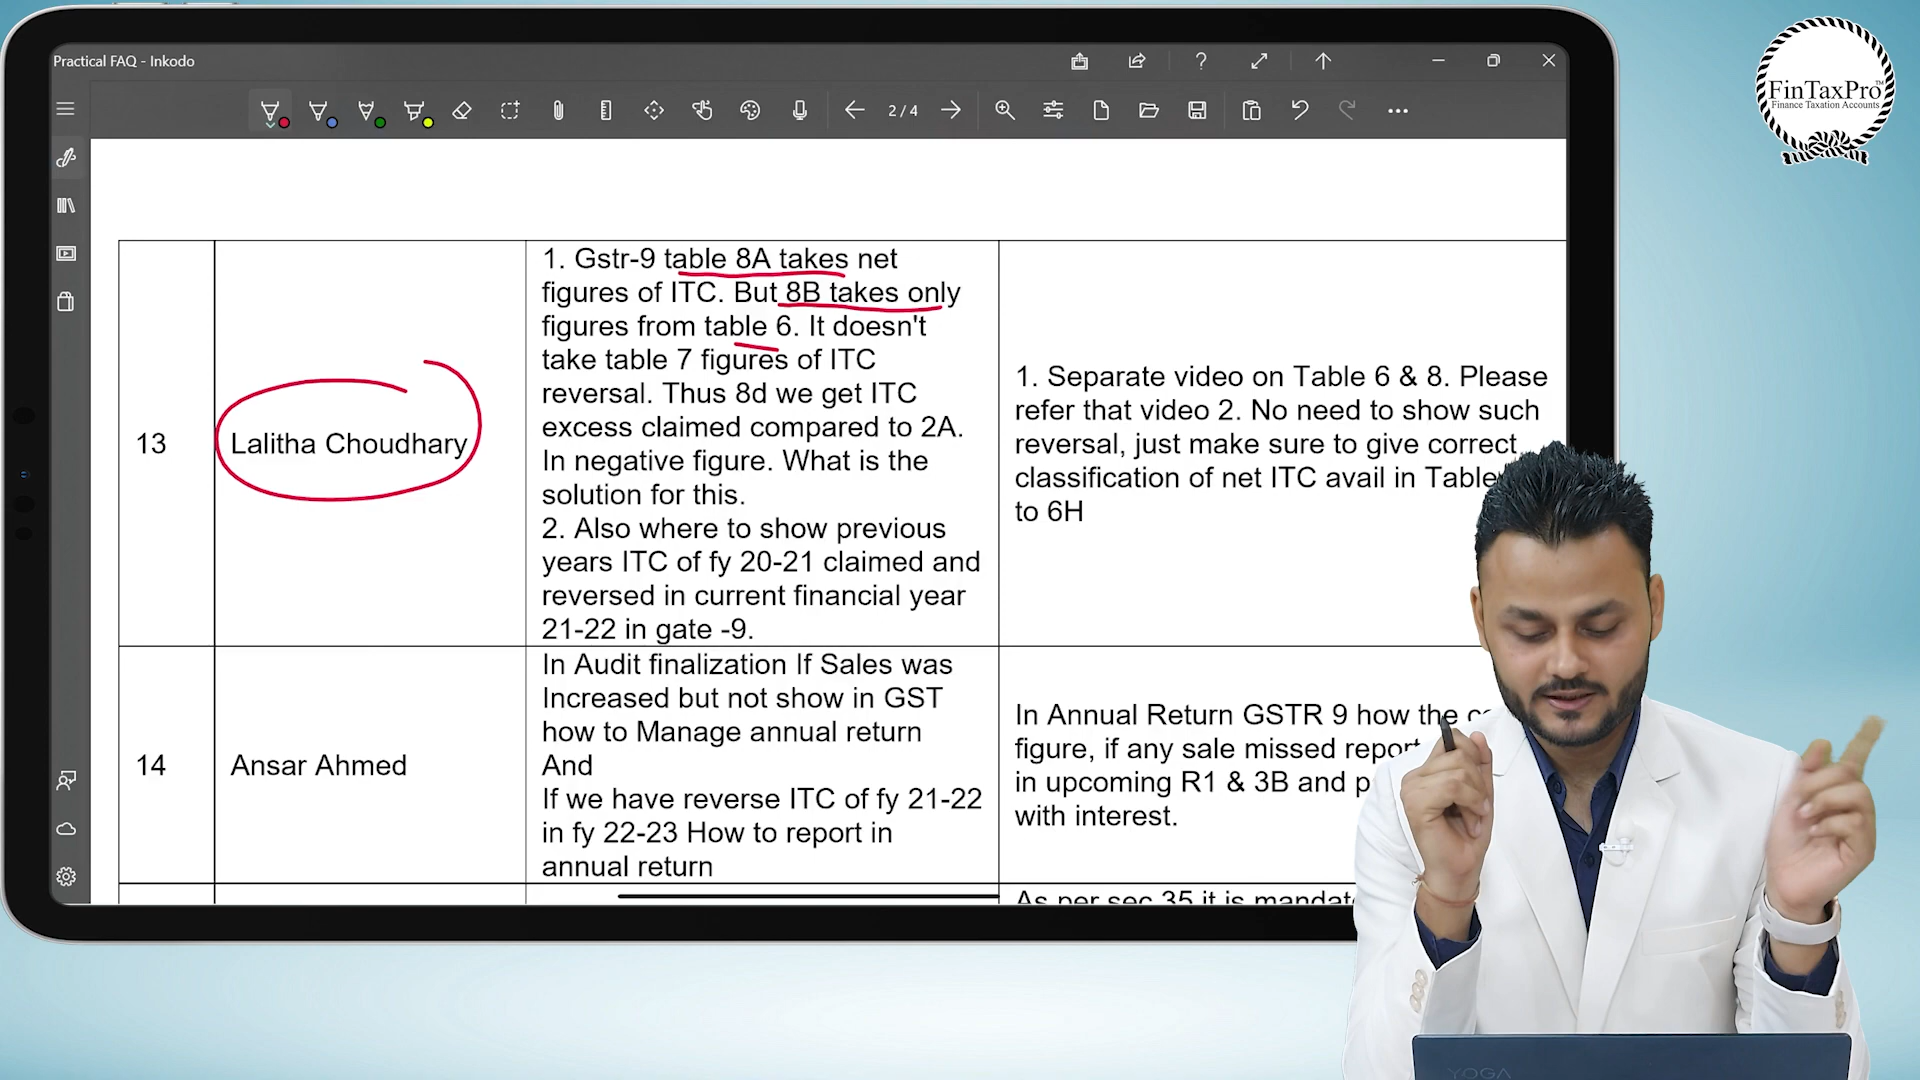 Practical FAQ - Inkodo
2 / 4
FinTaxPro™
Finance Taxation Accounts
13
Lalitha Choudhary
1. Gstr-9 table 8A takes net
figures of ITC. But 8B takes only
figures from table 6. It doesn't
take table 7 figures of ITC
reversal. Thus 8d we get ITC
excess claimed compared to 2A.
In negative figure. What is the
solution for this.
2. Also where to show previous
years ITC of fy 20-21 claimed and
reversed in current financial year
21-22 in gate -9.
1. Separate video on Table 6 & 8. Please
refer that video 2. No need to show such
reversal, just make sure to give correct
classification of net ITC avail in Table
to 6H
14
Ansar Ahmed
In Audit finalization If Sales was
Increased but not show in GST
how to Manage annual return
And
If we have reverse ITC of fy 21-22
in fy 22-23 How to report in
annual return
In Annual Return GSTR 9 how the
figure, if any sale missed report
in upcoming R1 & 3B and p
with interest.
As per sec 35 it is mandat
YOGA